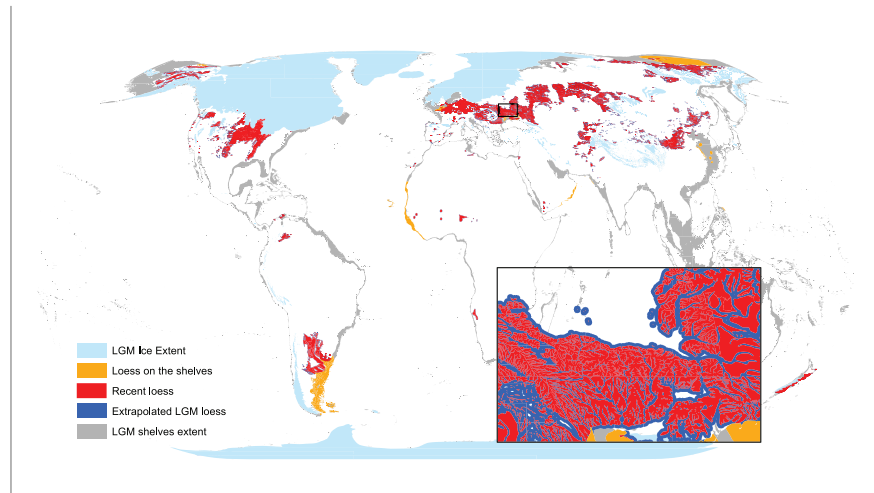 LGM Ice Extent
Loess on the shelves
Recent loess
Extrapolated LGM loess
LGM shelves extent